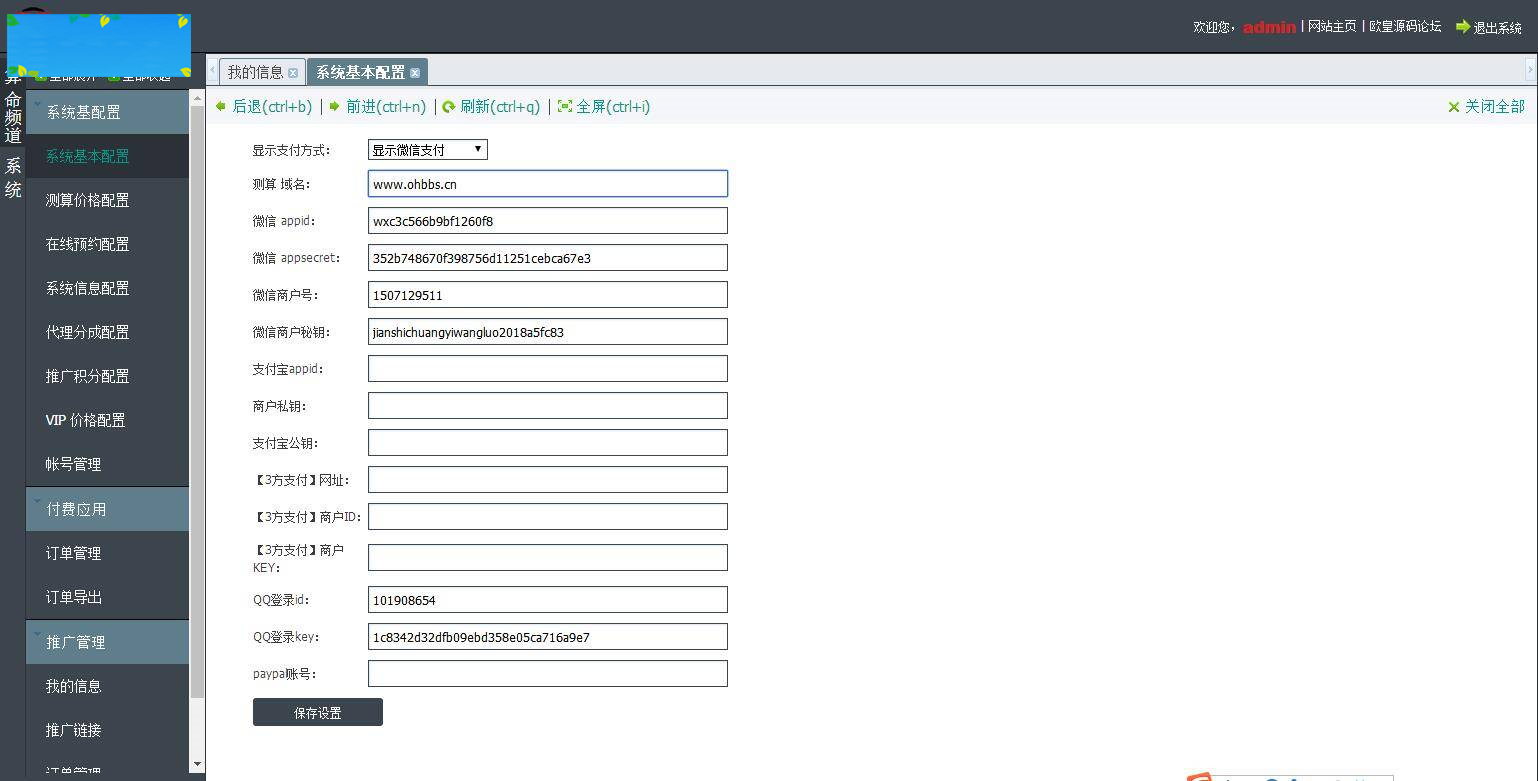 欢迎您，admin | 网站主页 | 欧皇源码论坛 退出系统
算命频道
系统
我的信息
系统基本配置
后退(ctrl+b) | 前进(ctrl+n) | 刷新(ctrl+q) | 全屏(ctrl+i)
关闭全部
系统基配置
系统基本配置
测算价格配置
在线预约配置
系统信息配置
代理分成配置
推广积分配置
VIP 价格配置
帐号管理
付费应用
订单管理
订单导出
推广管理
我的信息
推广链接
订单管理
显示支付方式： 显示微信支付
测算 域名： www.ohbbs.cn
微信 appid： wxc3c566b9bf1260f8
微信 appsecret： 352b748670f398756d11251cebca67e3
微信商户号： 1507129511
微信商户秘钥： jianshichuangyiwangluo2018a5fc83
支付宝appid：
商户私钥：
支付宝公钥：
【3方支付】网址：
【3方支付】商户ID：
【3方支付】商户
KEY：
QQ登录id： 101908654
QQ登录key： 1c8342d32dfb09ebd358e05ca716a9e7
paypal账号：
保存设置